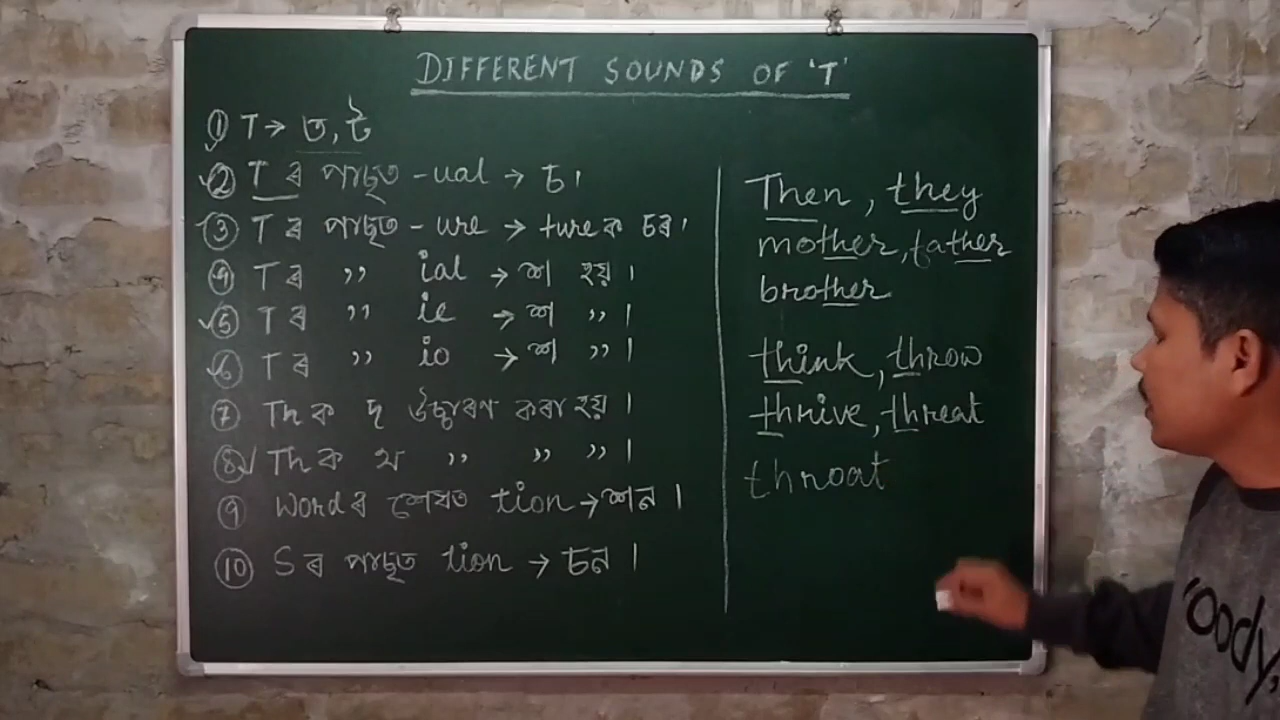 DIFFERENT SOUNDS OF 'T'
① T → ত, ট
② T ৰ পাছত -ual → চ।
③ T ৰ পাছত - ure → ture ক চৰ।
④ T ৰ ,, ial → শ্ব হয়।
⑤ T ৰ ,, ie → শ্ব ,, ।
⑥ T ৰ ,, io → শ্ব ,, ।
⑦ Th ক দ উচ্চাৰণ কৰা হয়।
⑧ Th ক থ ,, ,, ,, ।
⑨ Word ৰ শেষত tion → শ্বন।
⑩ S ৰ পাছত tion → চন।
Then, they
mother, father
brother
think, throw
thrive, threat
throat
oody